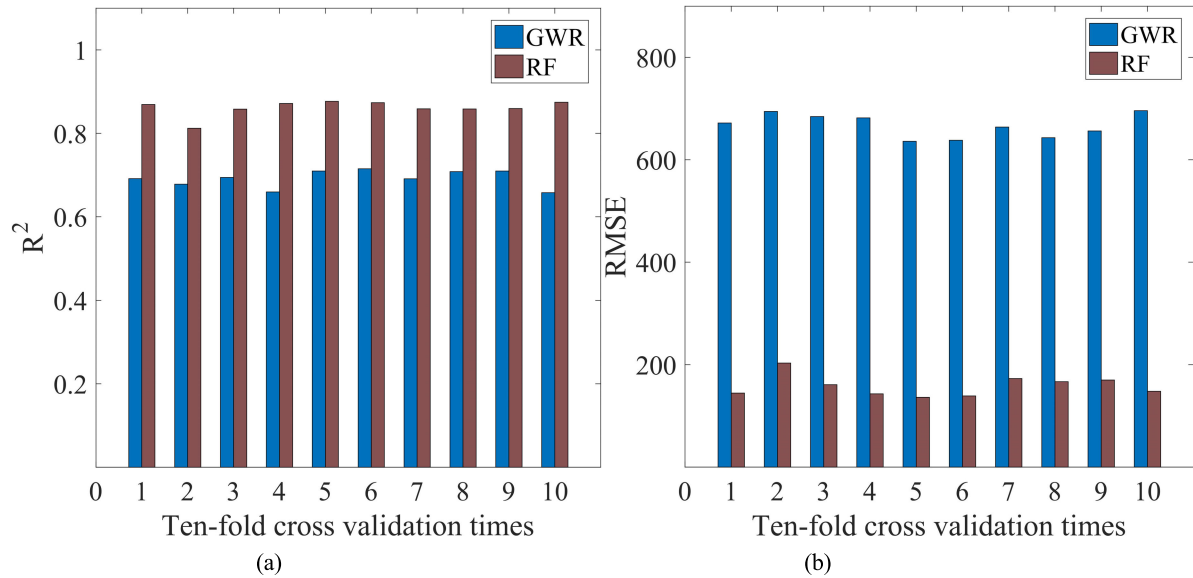 1
0.8
0.6
0.4
0.2
R²
GWR
RF
0 1 2 3 4 5 6 7 8 9 10
Ten-fold cross validation times
(a)
800
600
400
200
RMSE
GWR
RF
0 1 2 3 4 5 6 7 8 9 10
Ten-fold cross validation times
(b)